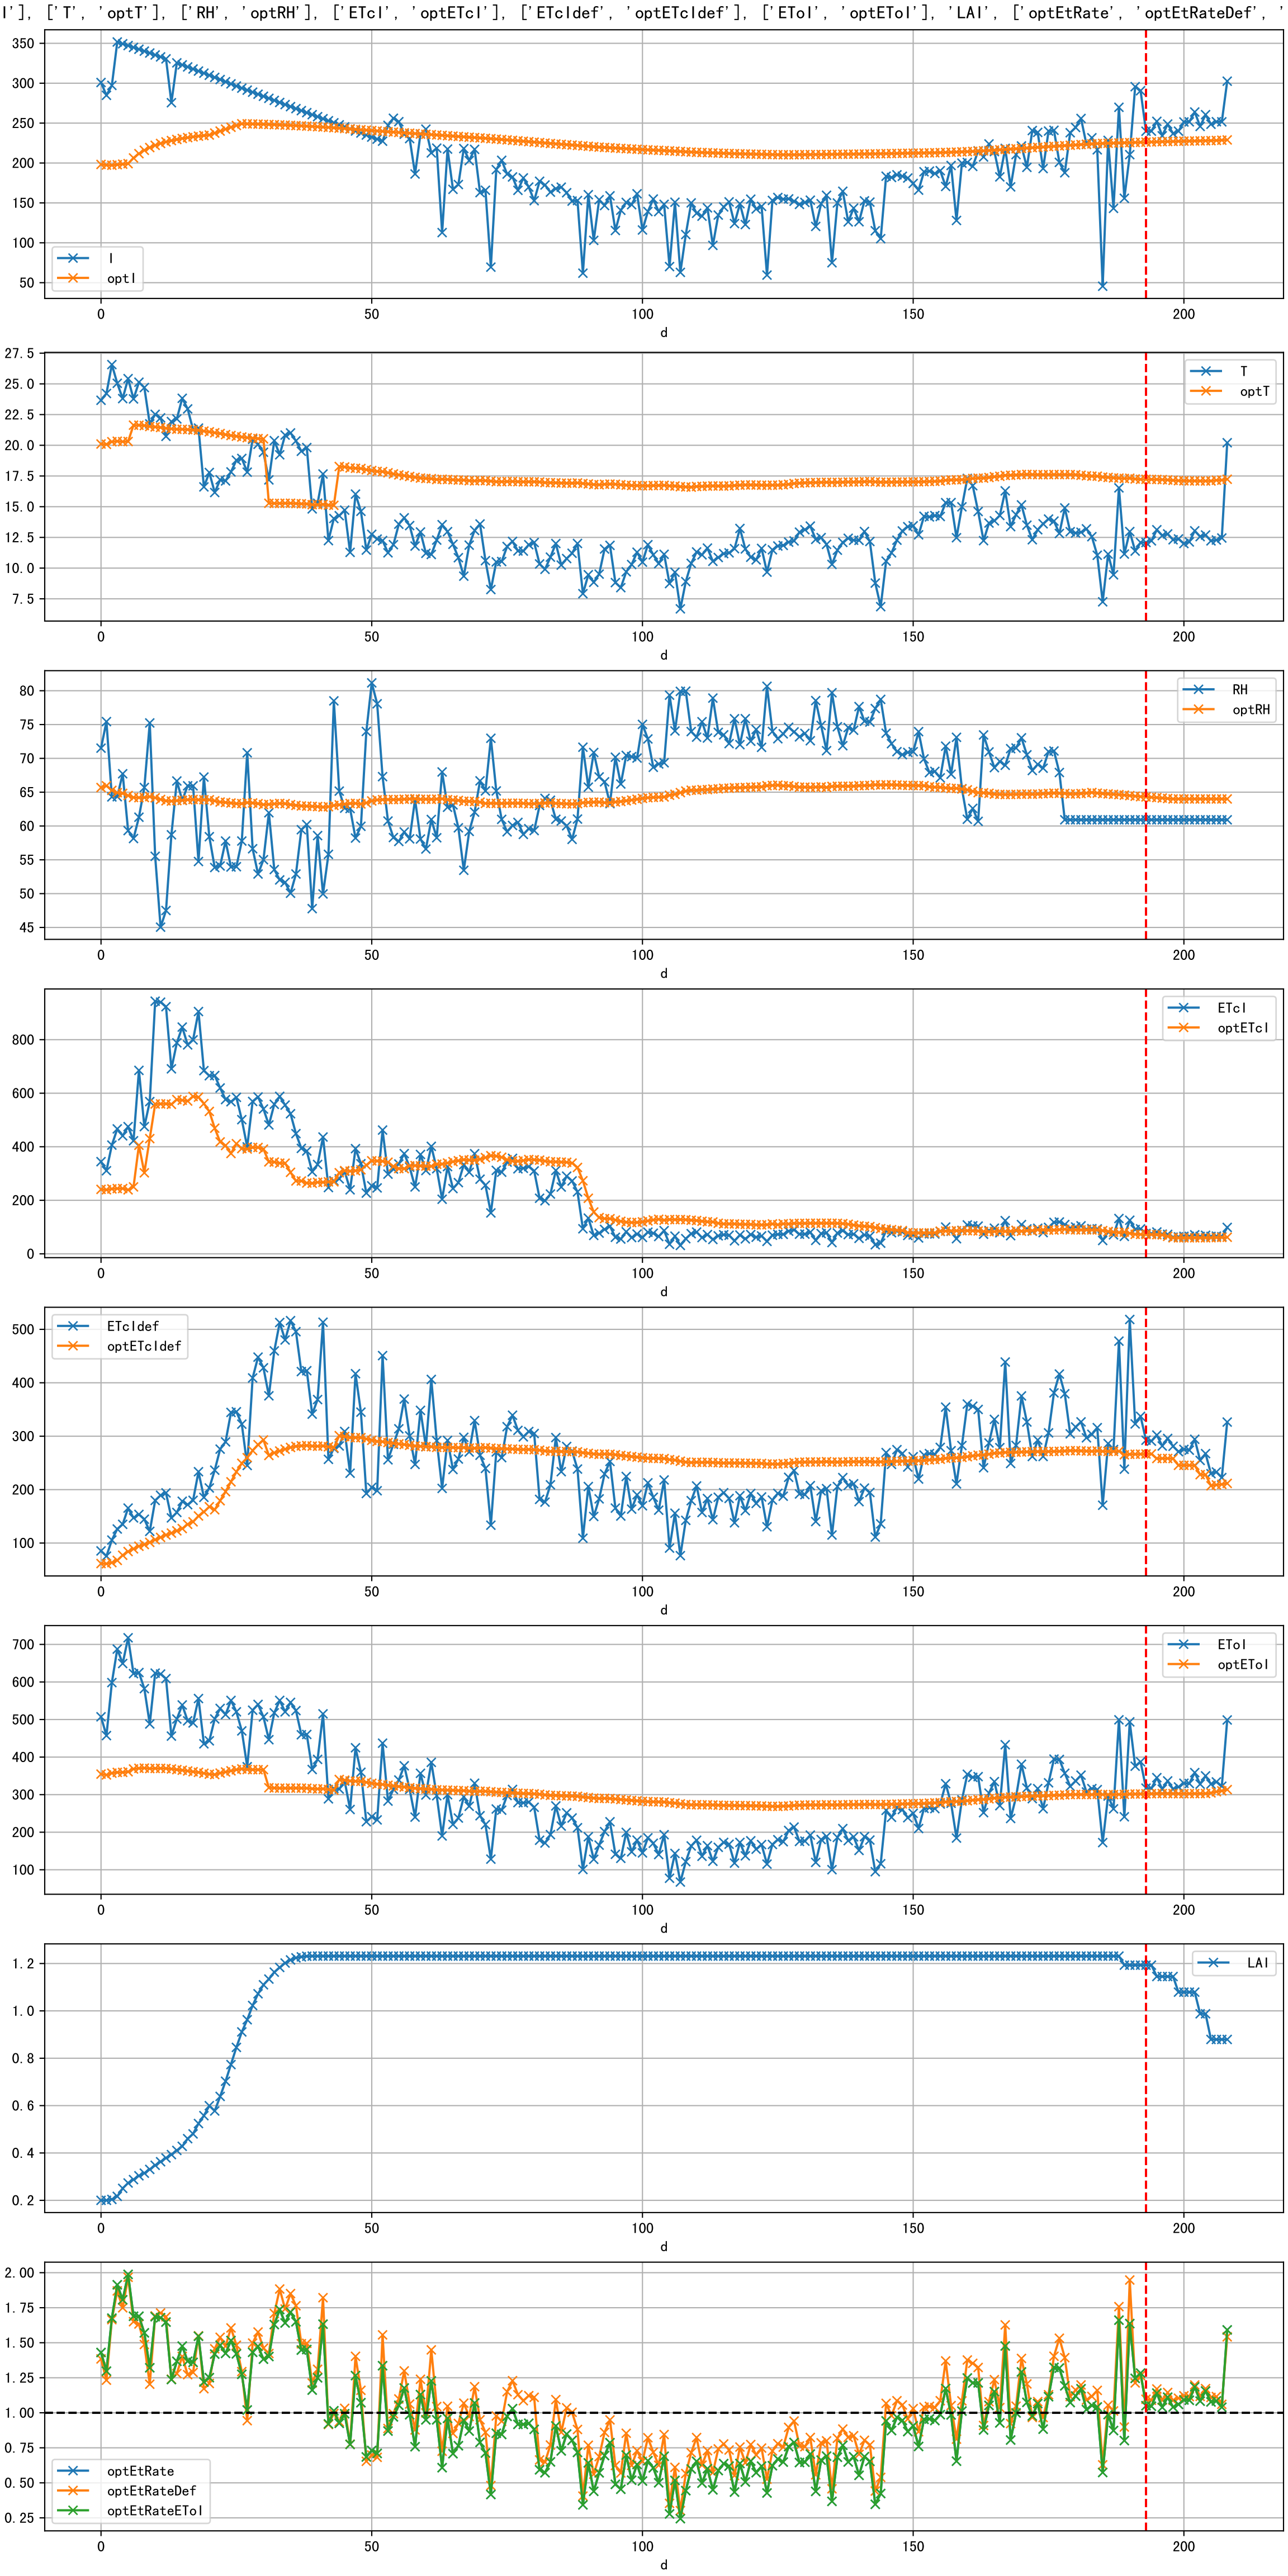 I'], ['T', 'optT'], ['RH', 'optRH'], ['ETcI', 'optETcI'], ['ETcIdef', 'optETcIdef'], ['EToI', 'optEToI'], 'LAI', ['optEtRate', 'optEtRateDef', '
350
300
250
200
150
100
50
I
optI
0 50 100 150 200
d
27.5
25.0
22.5
20.0
17.5
15.0
12.5
10.0
7.5
T
optT
0 50 100 150 200
d
80
75
70
65
60
55
50
45
RH
optRH
0 50 100 150 200
d
800
600
400
200
0
ETcI
optETcI
0 50 100 150 200
d
500
400
300
200
100
ETcIdef
optETcIdef
0 50 100 150 200
d
700
600
500
400
300
200
100
EToI
optEToI
0 50 100 150 200
d
1.2
1.0
0.8
0.6
0.4
0.2
LAI
0 50 100 150 200
d
2.00
1.75
1.50
1.25
1.00
0.75
0.50
0.25
optEtRate
optEtRateDef
optEtRateEToI
0 50 100 150 200
d